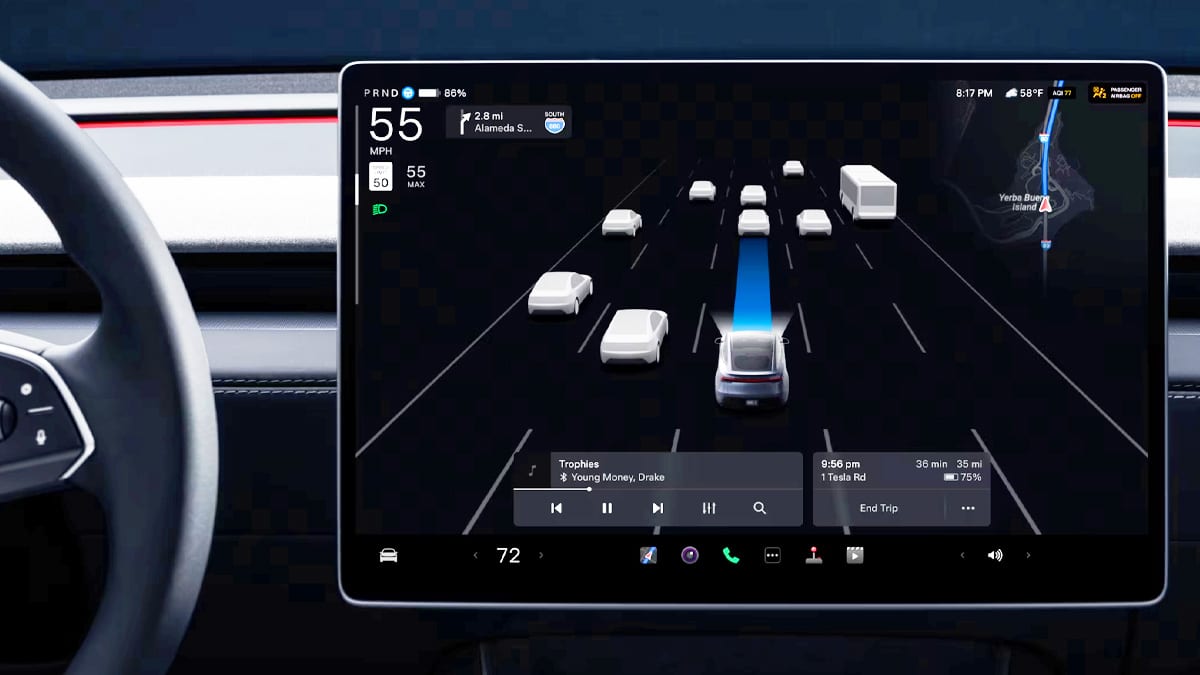 PRND 86%
55
MPH
50
55
MAX
2.8 mi
Alameda S...
SOUTH
8:17 PM 58°F AQI 77
PASSENGER
AIRBAG OFF
Yerba Buen
Island
Trophies
Young Money, Drake
9:56 pm 36 min 35 mi
1 Tesla Rd 75%
End Trip
72